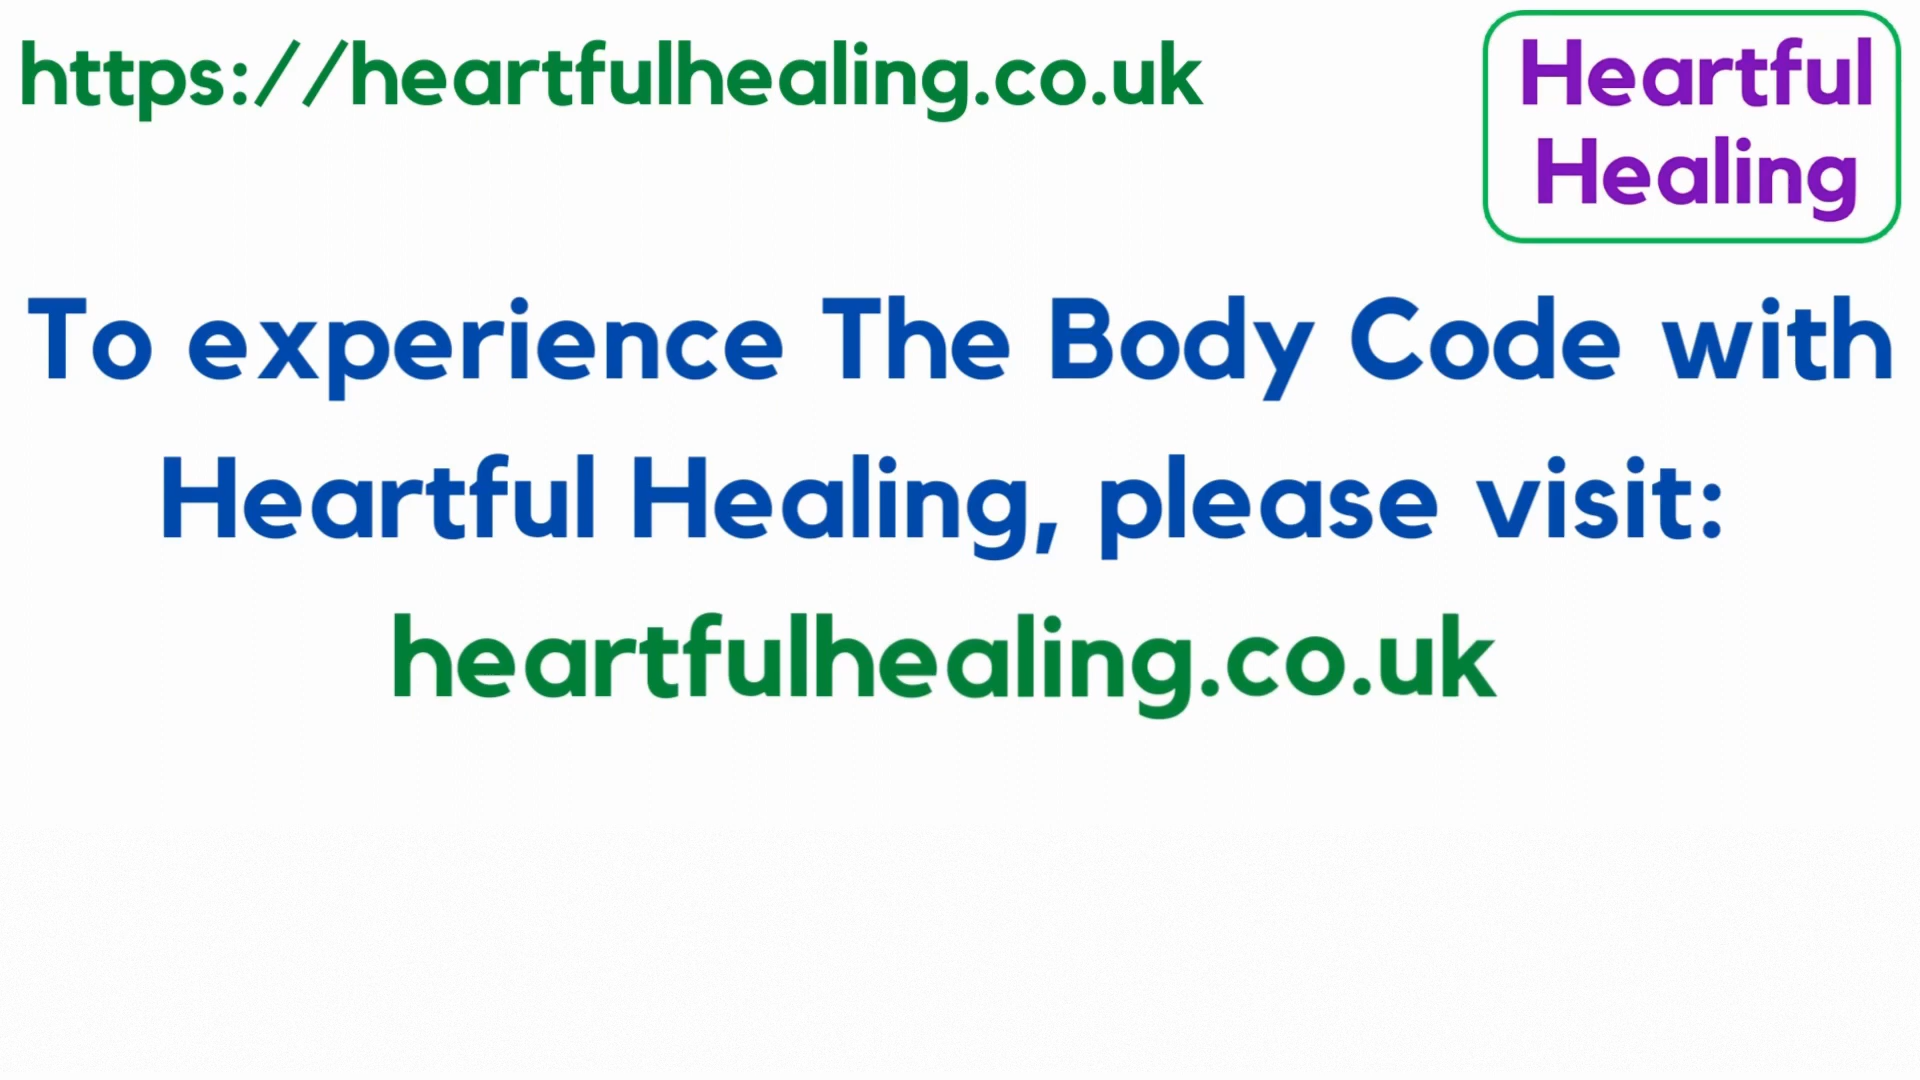 https://heartfulhealing.co.uk
Heartful
Healing
To experience The Body Code with
Heartful Healing, please visit:
heartfulhealing.co.uk